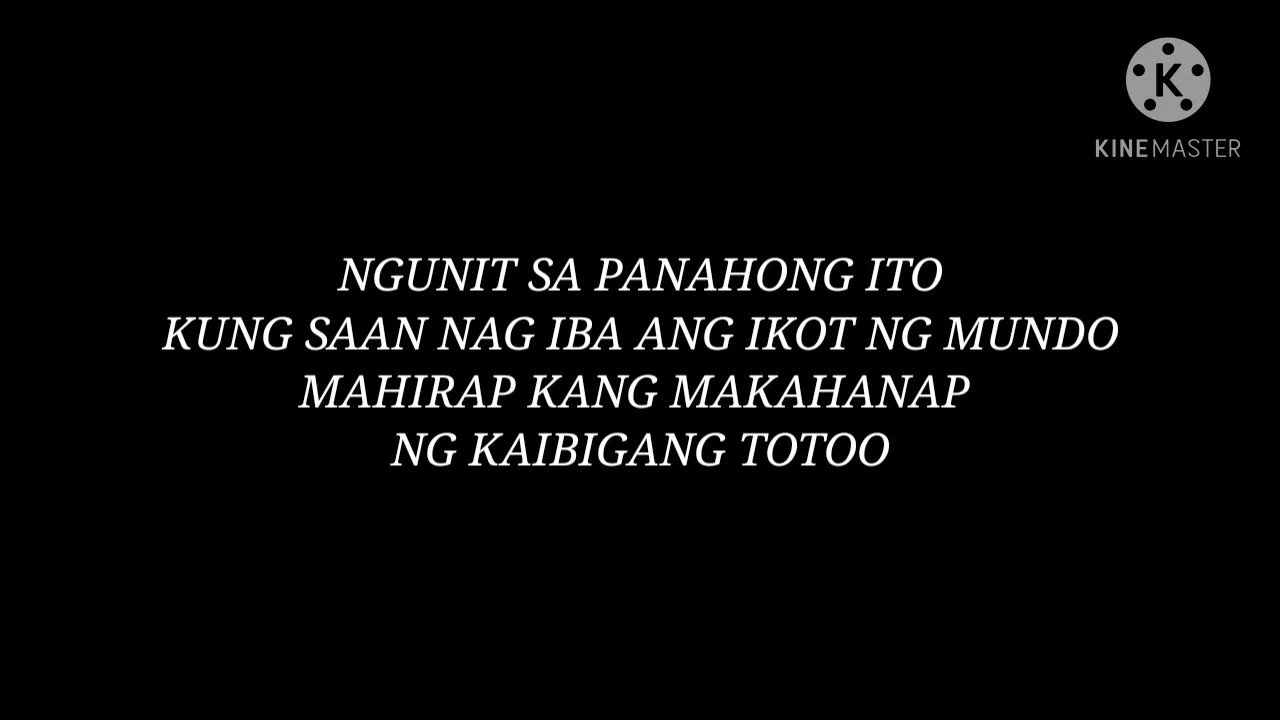 K
KINEMASTER
NGUNIT SA PANAHONG ITO
KUNG SAAN NAG IBA ANG IKOT NG MUNDO
MAHIRAP KANG MAKAHANAP
NG KAIBIGANG TOTOO